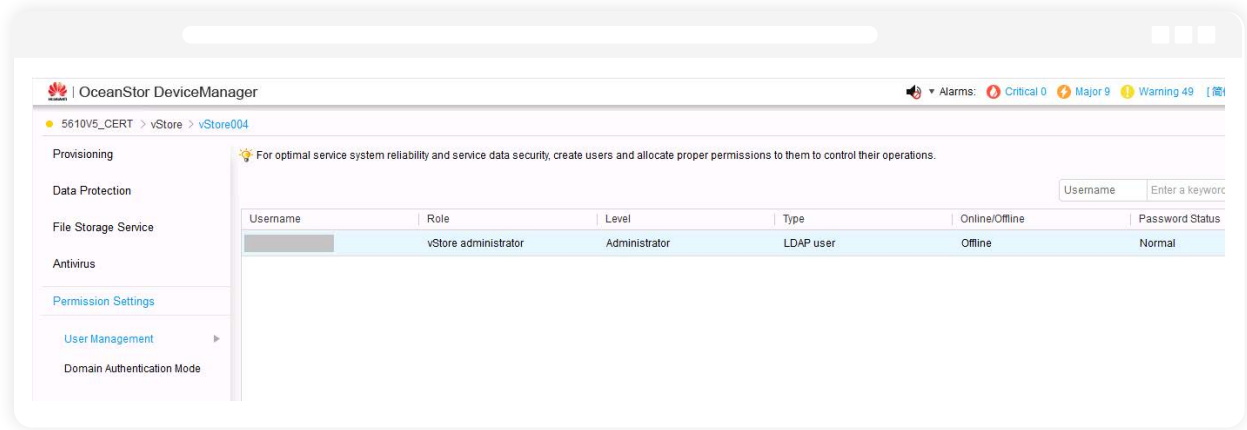 HUAWEI | OceanStor DeviceManager
Alarms: Critical 0 Major 9 Warning 49 [简
5610V5_CERT > vStore > vStore004
Provisioning
For optimal service system reliability and service data security, create users and allocate proper permissions to them to control their operations.
Data Protection
Username Enter a keyword
File Storage Service
Username Role Level Type Online/Offline Password Status
vStore administrator Administrator LDAP user Offline Normal
Antivirus
Permission Settings
User Management
Domain Authentication Mode